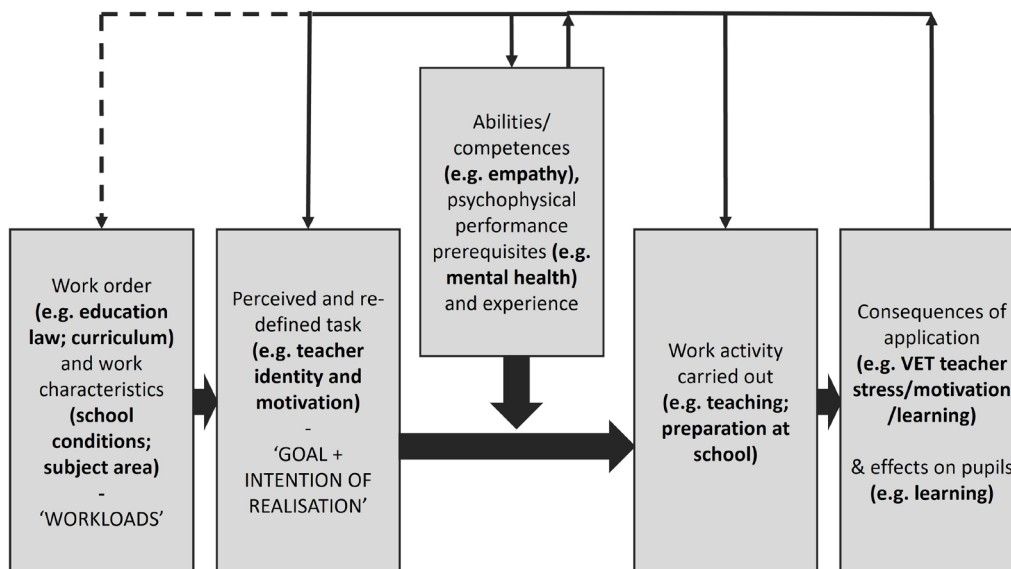 Work order
(e.g. education
law; curriculum)
and work
characteristics
(school
conditions;
subject area)
-
‘WORKLOADS’
Perceived and re-
defined task
(e.g. teacher
identity and
motivation)
-
‘GOAL +
INTENTION OF
REALISATION’
Abilities/
competences
(e.g. empathy),
psychophysical
performance
prerequisites (e.g.
mental health)
and experience
Work activity
carried out
(e.g. teaching;
preparation at
school)
Consequences of
application
(e.g. VET teacher
stress/motivation
/learning)
& effects on pupils
(e.g. learning)